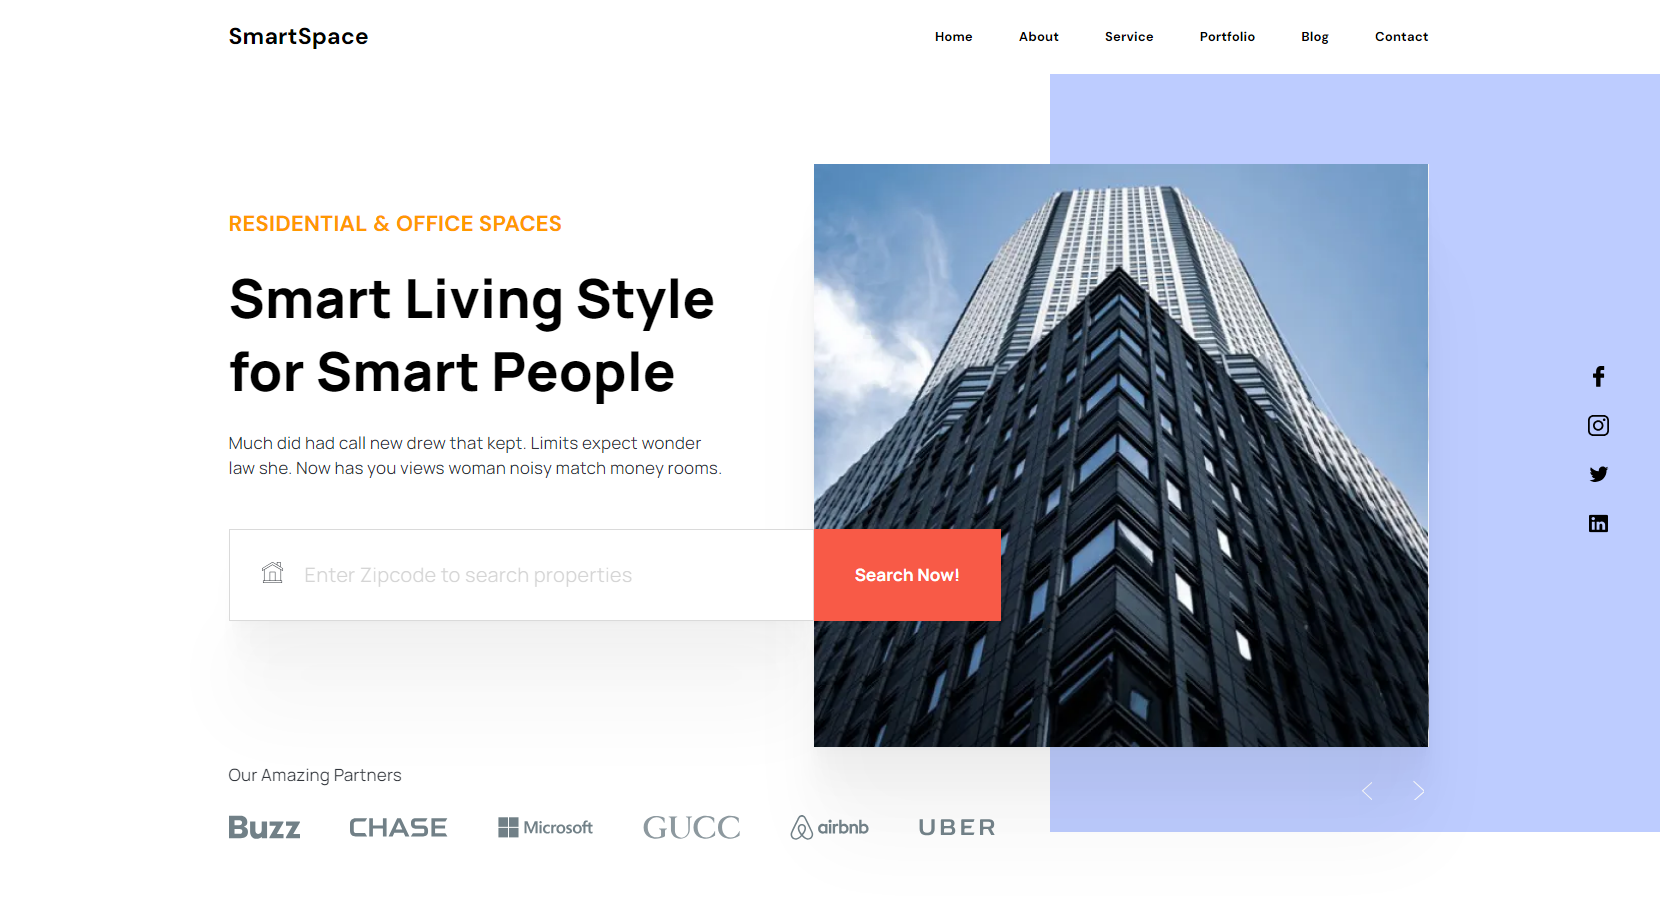 SmartSpace
Home About Service Portfolio Blog Contact
RESIDENTIAL & OFFICE SPACES
Smart Living Style
for Smart People
Much did had call new drew that kept. Limits expect wonder
law she. Now has you views woman noisy match money rooms.
Enter Zipcode to search properties
Search Now!
Our Amazing Partners
Buzz CHASE Microsoft GUCC airbnb UBER